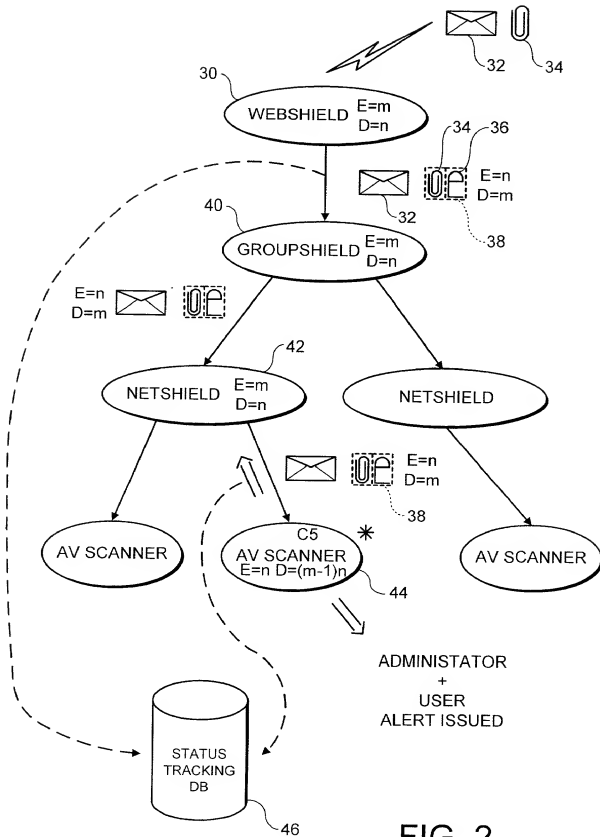 32
34
30
WEBSHIELD E=m
D=n
34
36
E=n
D=m
32
38
40
GROUPSHIELD E=m
D=n
E=n
D=m
42
NETSHIELD E=m
D=n
NETSHIELD
E=n
D=m
38
AV SCANNER
C5
AV SCANNER
E=n D=(m-1)n
*
44
AV SCANNER
ADMINISTATOR
+
USER
ALERT ISSUED
STATUS
TRACKING
DB
46
FIG. 2